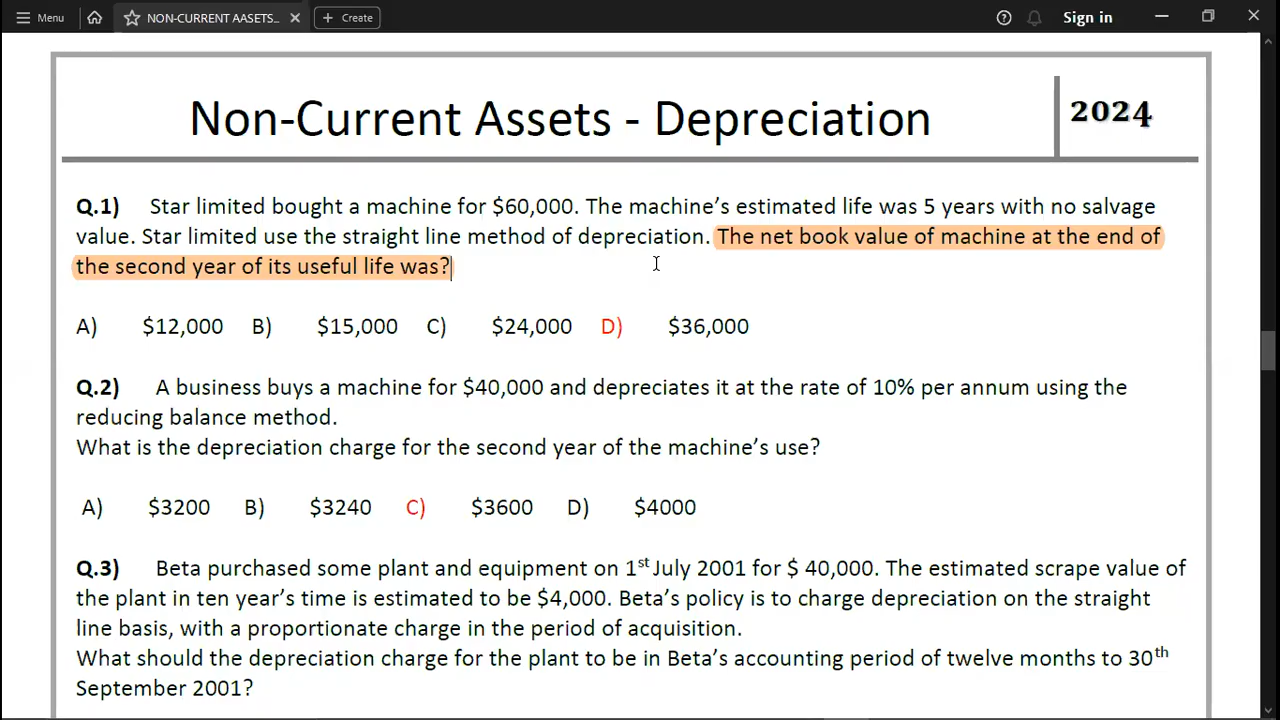 Menu
NON-CURRENT AASETS...
Create
Sign in
Non-Current Assets - Depreciation
2024
Q.1) Star limited bought a machine for $60,000. The machine’s estimated life was 5 years with no salvage
value. Star limited use the straight line method of depreciation. The net book value of machine at the end of
the second year of its useful life was?
A) $12,000 B) $15,000 C) $24,000 D) $36,000
Q.2) A business buys a machine for $40,000 and depreciates it at the rate of 10% per annum using the
reducing balance method.
What is the depreciation charge for the second year of the machine’s use?
A) $3200 B) $3240 C) $3600 D) $4000
Q.3) Beta purchased some plant and equipment on 1st July 2001 for $ 40,000. The estimated scrape value of
the plant in ten year’s time is estimated to be $4,000. Beta’s policy is to charge depreciation on the straight
line basis, with a proportionate charge in the period of acquisition.
What should the depreciation charge for the plant to be in Beta’s accounting period of twelve months to 30th
September 2001?